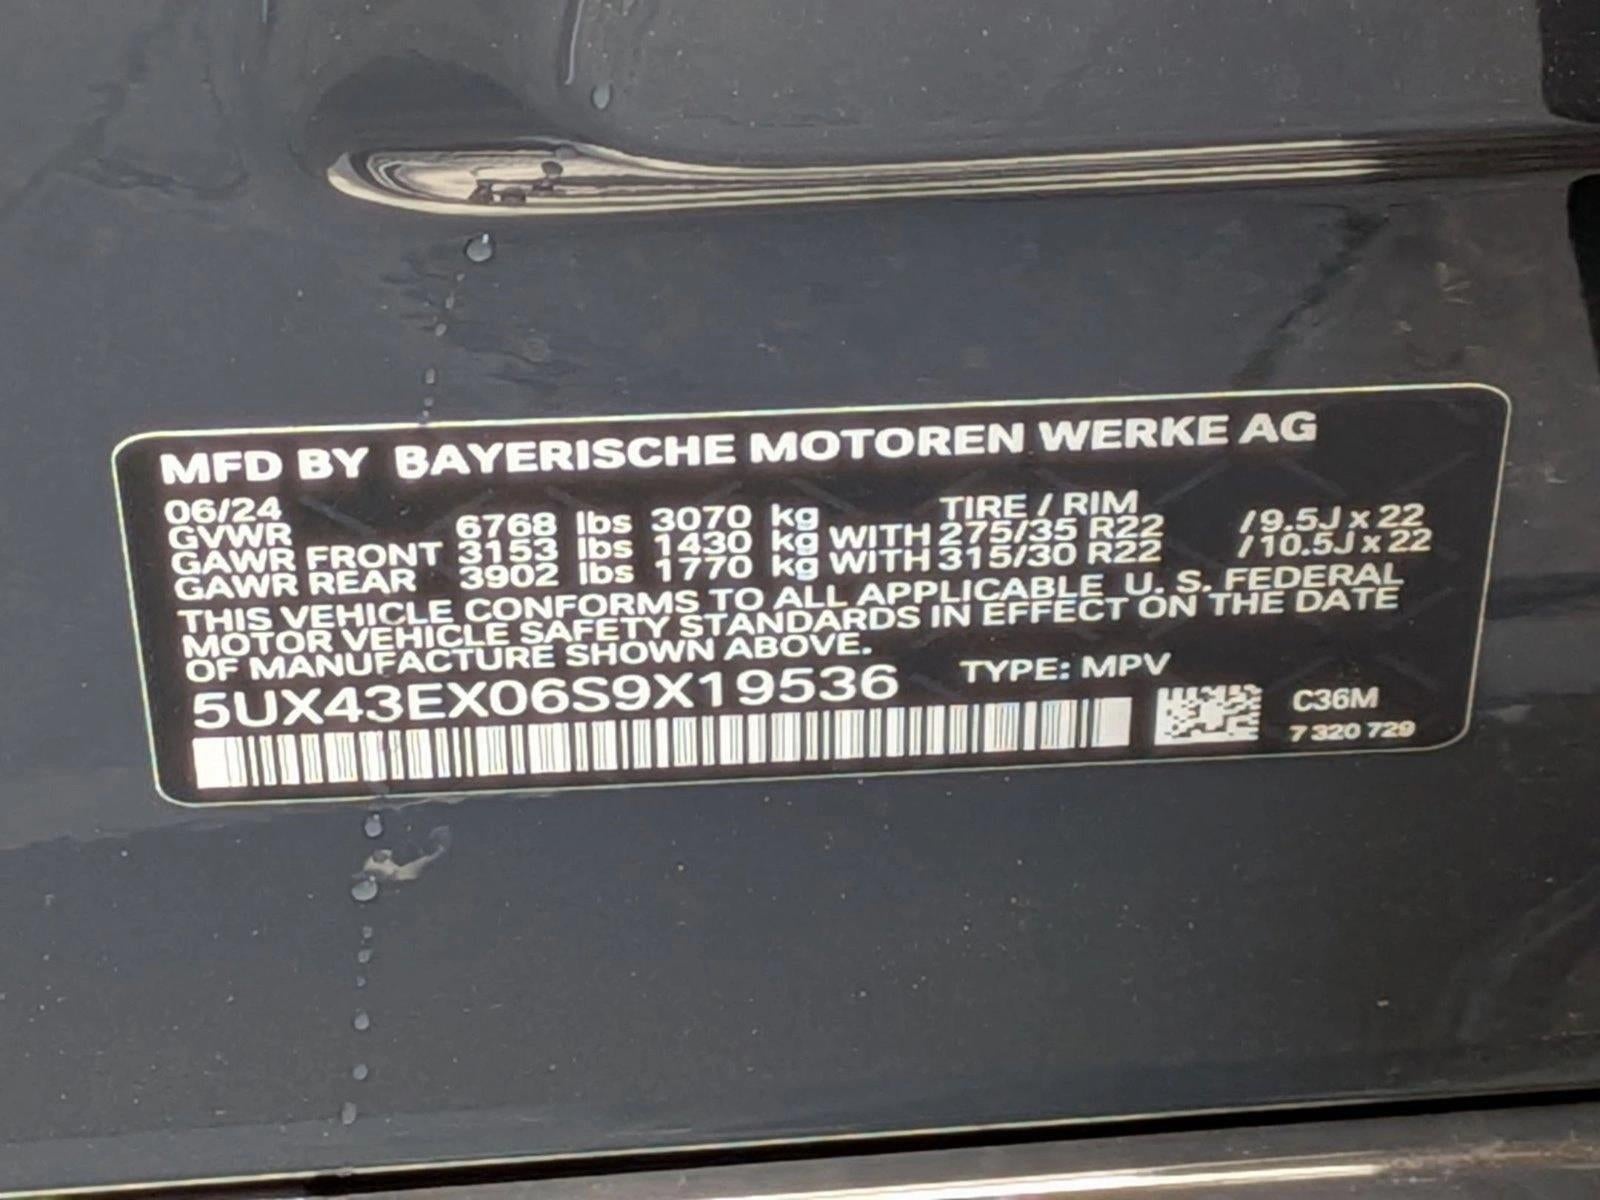 MFD BY BAYERISCHE MOTOREN WERKE AG
06/24 TIRE / RIM
GVWR 6768 lbs 3070 kg
GAWR FRONT 3153 lbs 1430 kg WITH 275/35 R22 / 9.5J x 22
GAWR REAR 3902 lbs 1770 kg WITH 315/30 R22 / 10.5J x 22
THIS VEHICLE CONFORMS TO ALL APPLICABLE U. S. FEDERAL
MOTOR VEHICLE SAFETY STANDARDS IN EFFECT ON THE DATE
OF MANUFACTURE SHOWN ABOVE.
5UX43EX06S9X19536 TYPE: MPV
C36M
7 320 729